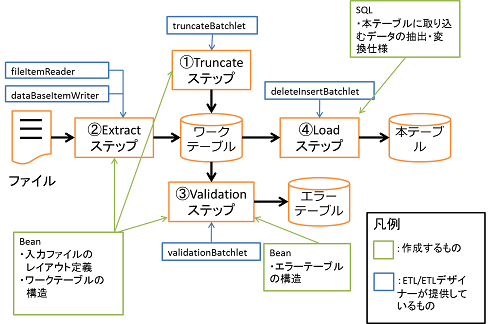 truncateBatchlet
SQL
・本テーブルに取り込
むデータの抽出・変
換仕様
①Truncate
ステップ
fileItemReader
dataBaseItemWriter
deleteInsertBatchlet
②Extract
ステップ
ワーク
テーブル
④Load
ステップ
本テーブ
ル
ファイル
③Validation
ステップ
エラー
テーブル
Bean
・入力ファイルの
レイアウト定義
・ワークテーブルの
構造
validationBatchlet
Bean
・エラーテーブル
の構造
凡例
：作成するもの
：ETL/ETLデザイ
ナーが提供して
いるもの